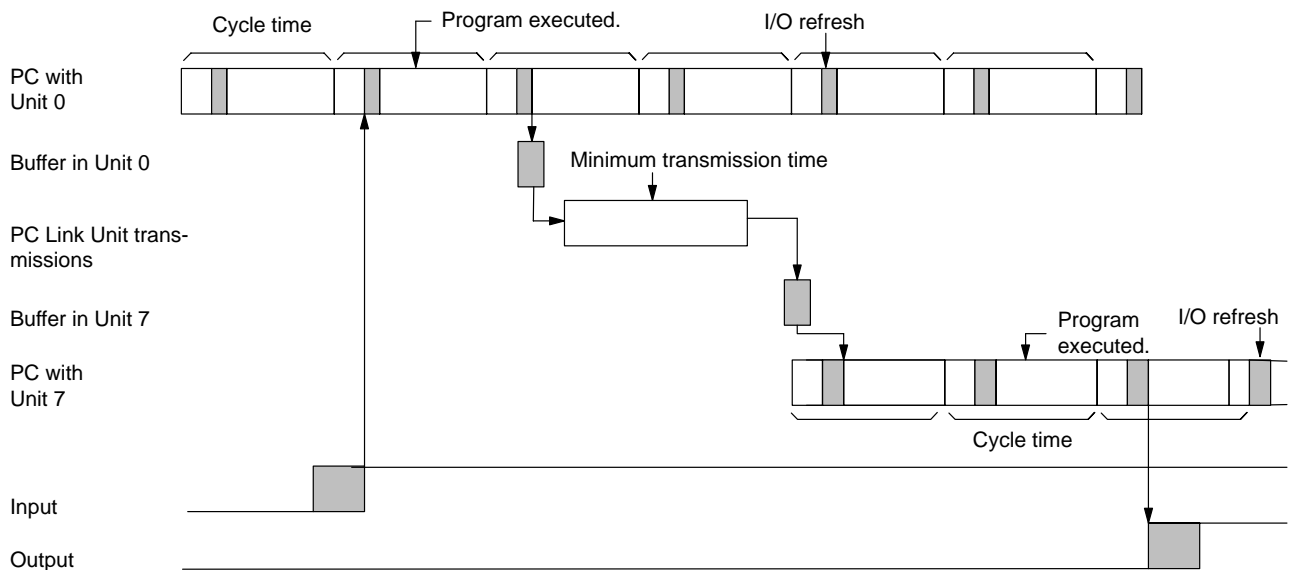 Cycle time
Program executed.
I/O refresh
PC with
Unit 0
Buffer in Unit 0
Minimum transmission time
PC Link Unit trans-
missions
Buffer in Unit 7
Program
executed.
I/O refresh
PC with
Unit 7
Cycle time
Input
Output